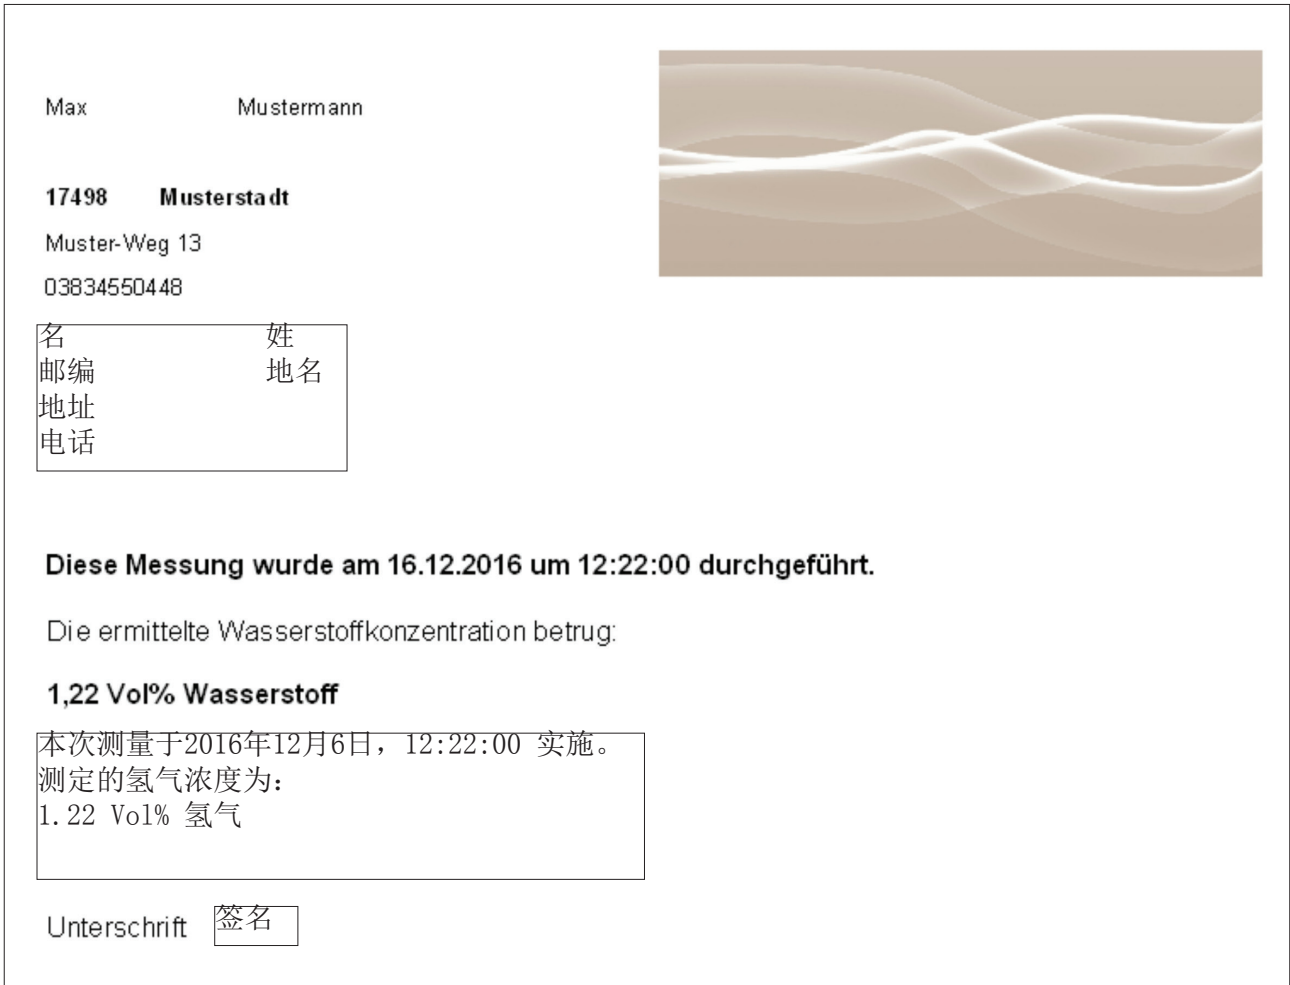 Max Mustermann
17498 Musterstadt
Muster-Weg 13
03834550448
名 姓
邮编 地名
地址
电话
Diese Messung wurde am 16.12.2016 um 12:22:00 durchgeführt.
Die ermittelte Wasserstoffkonzentration betrug:
1,22 Vol% Wasserstoff
本次测量于2016年12月6日，12:22:00 实施。
测定的氢气浓度为：
1.22 Vol% 氢气
Unterschrift 签名